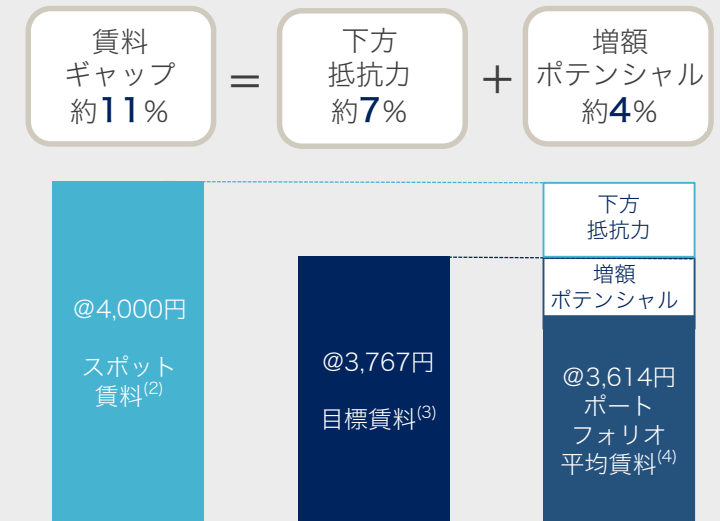 賃料
ギャップ
約11%
=
下方
抵抗力
約7%
+
増額
ポテンシャル
約4%
下方
抵抗力
増額
ポテンシャル
@4,000円
スポット
賃料(2)
@3,767円
目標賃料(3)
@3,614円
ポート
フォリオ
平均賃料(4)